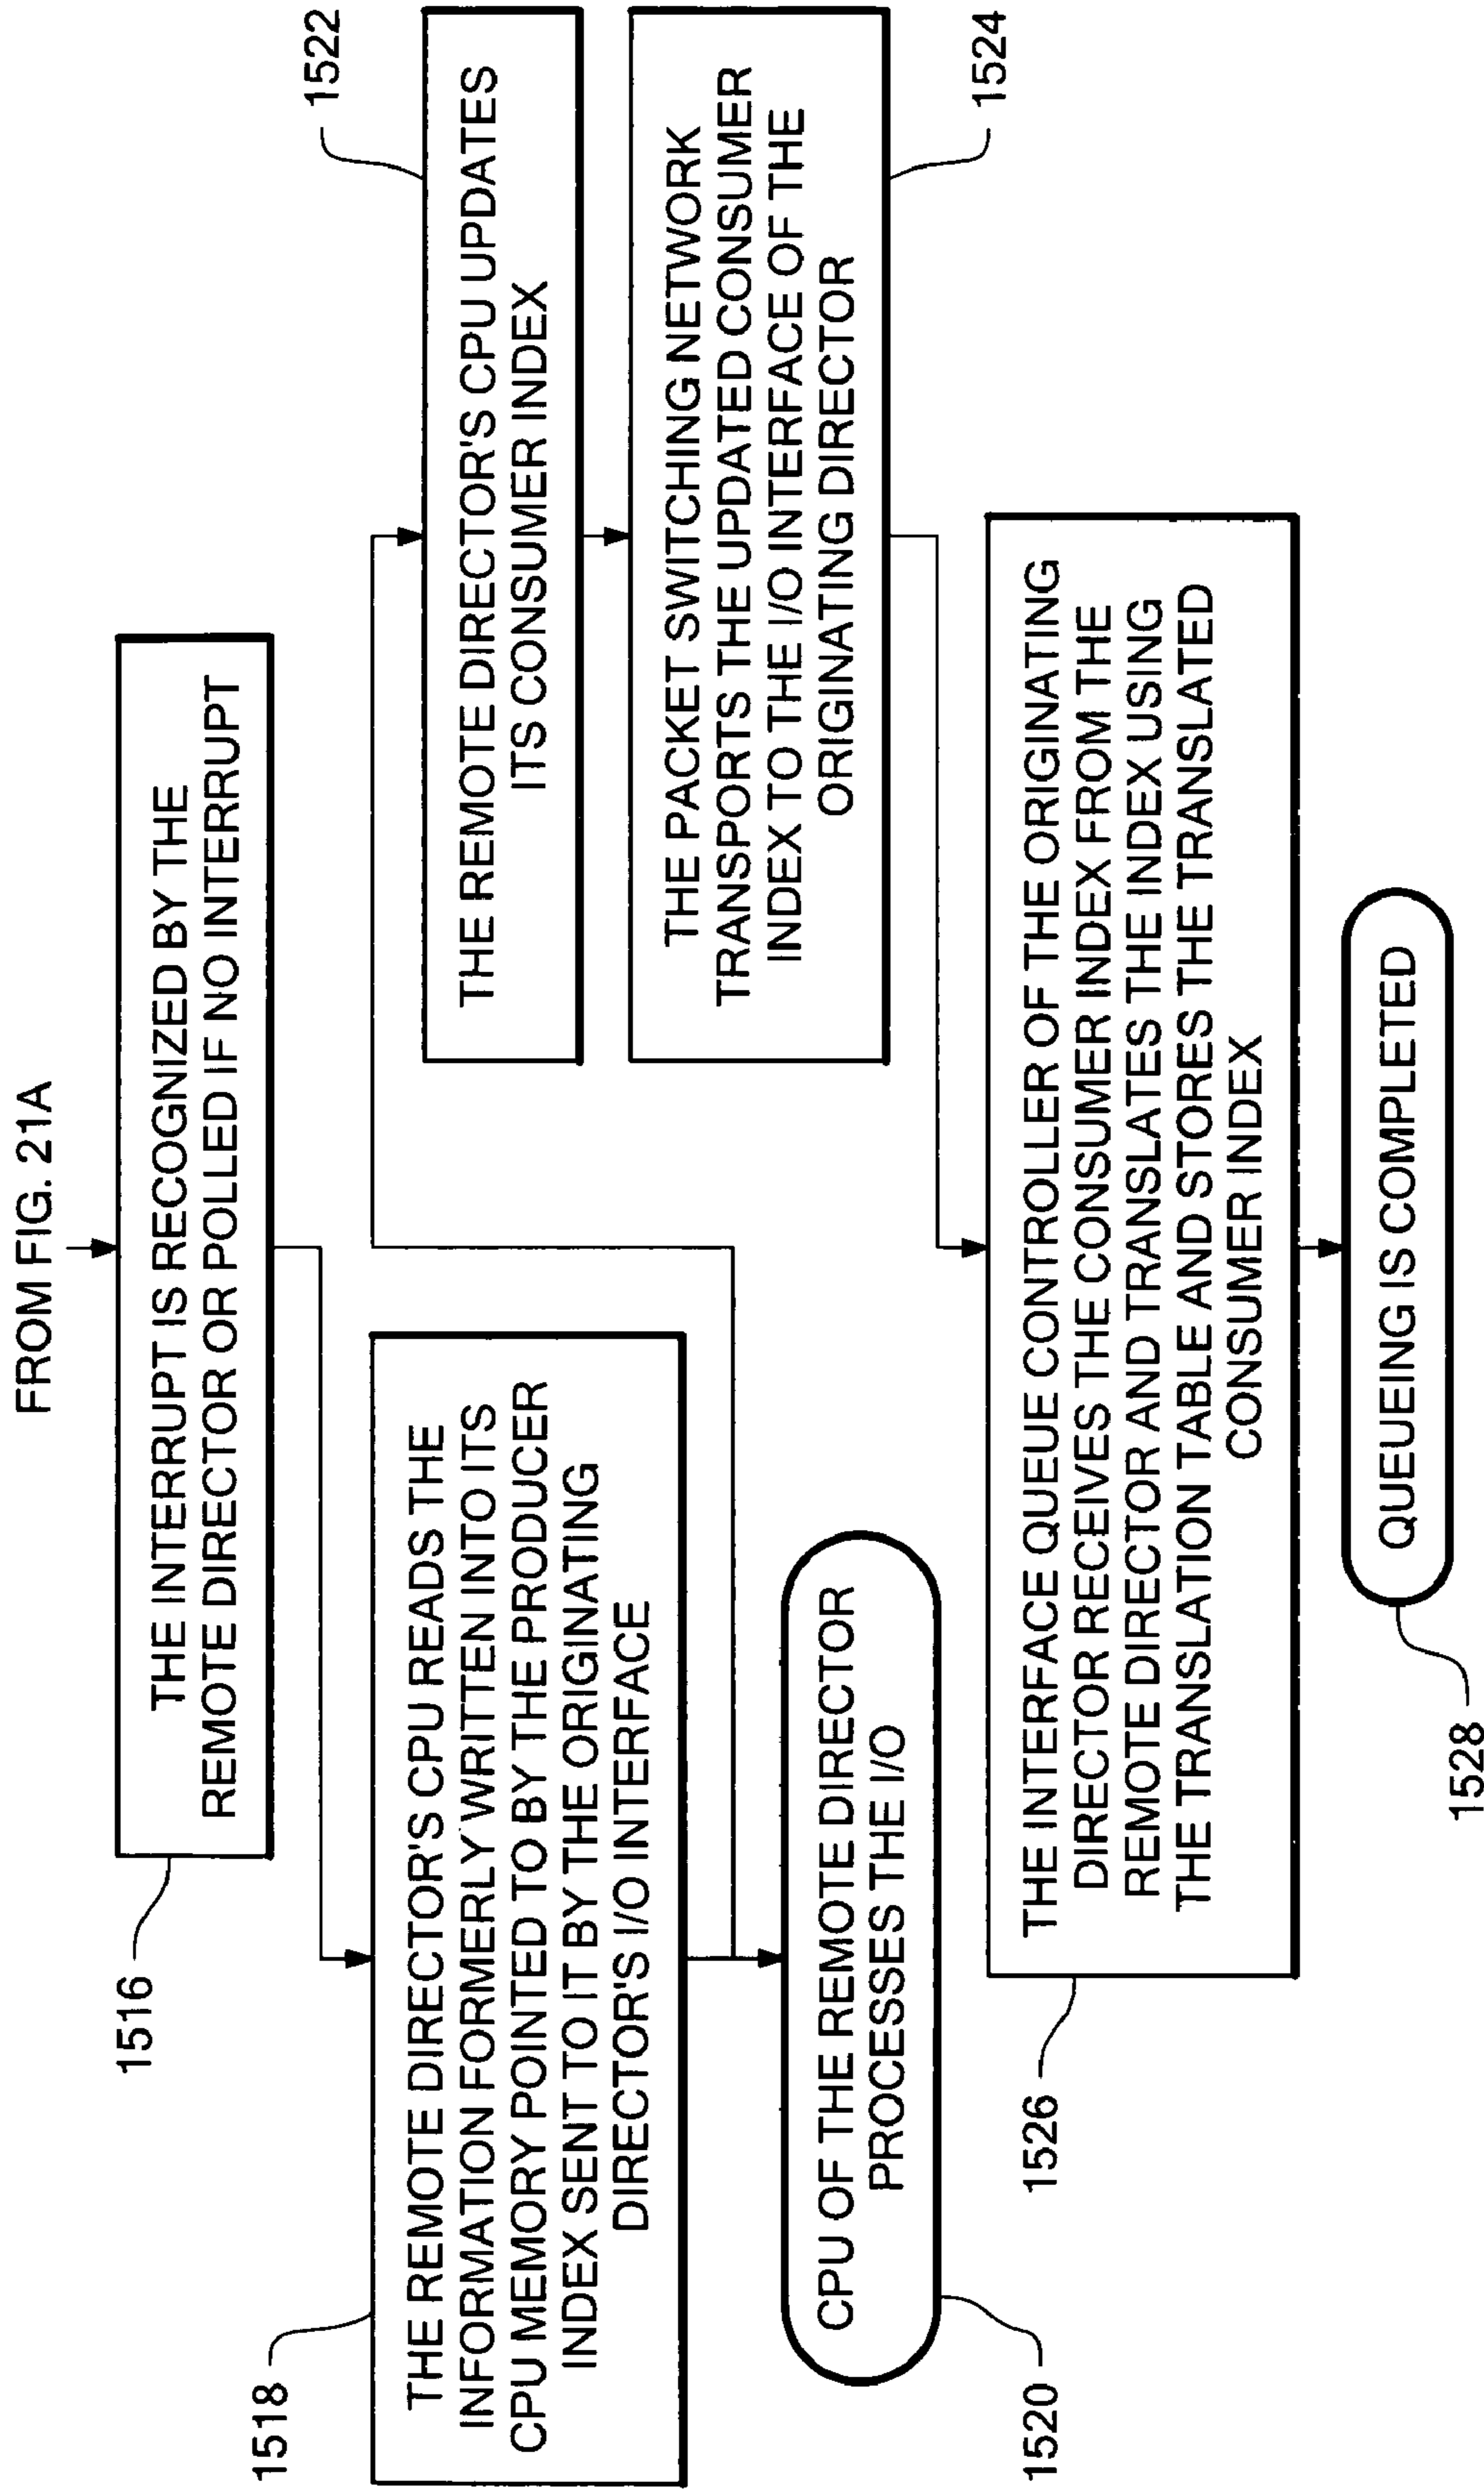 FROM FIG. 21A
THE INTERRUPT IS RECOGNIZED BY THE
REMOTE DIRECTOR OR POLLED IF NO INTERRUPT
1516
THE REMOTE DIRECTOR'S CPU READS THE
INFORMATION FORMERLY WRITTEN INTO ITS
CPU MEMORY POINTED TO BY THE PRODUCER
INDEX SENT TO IT BY THE ORIGINATING
DIRECTOR'S I/O INTERFACE
1518
CPU OF THE REMOTE DIRECTOR
PROCESSES THE I/O
1520
THE REMOTE DIRECTOR'S CPU UPDATES
ITS CONSUMER INDEX
1522
THE PACKET SWITCHING NETWORK
TRANSPORTS THE UPDATED CONSUMER
INDEX TO THE I/O INTERFACE OF THE
ORIGINATING DIRECTOR
1524
THE INTERFACE QUEUE CONTROLLER OF THE ORIGINATING
DIRECTOR RECEIVES THE CONSUMER INDEX FROM THE
REMOTE DIRECTOR AND TRANSLATES THE INDEX USING
THE TRANSLATION TABLE AND STORES THE TRANSLATED
CONSUMER INDEX
1526
QUEUEING IS COMPLETED
1528